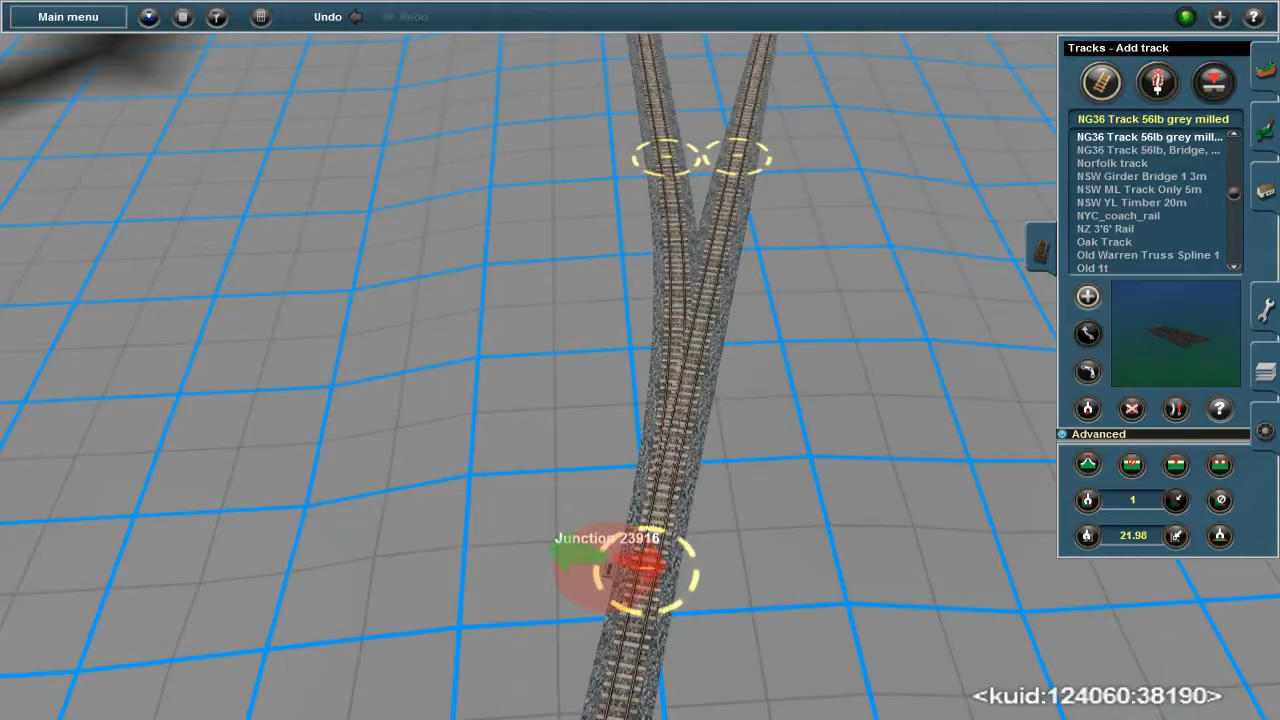 Main menu
Undo
Redo
?
Tracks - Add track
NG36 Track 56lb grey milled
NG36 Track 56lb grey mill...
NG36 Track 56lb, Bridge, ...
Norfolk track
NSW Girder Bridge 1 3m
NSW ML Track Only 5m
NSW YL Timber 20m
NYC_coach_rail
NZ 3'6' Rail
Oak Track
Old Warren Truss Spline 1
Old 1t
?
Advanced
1
21.98
Junction 23916
<kuid:124060:38190>